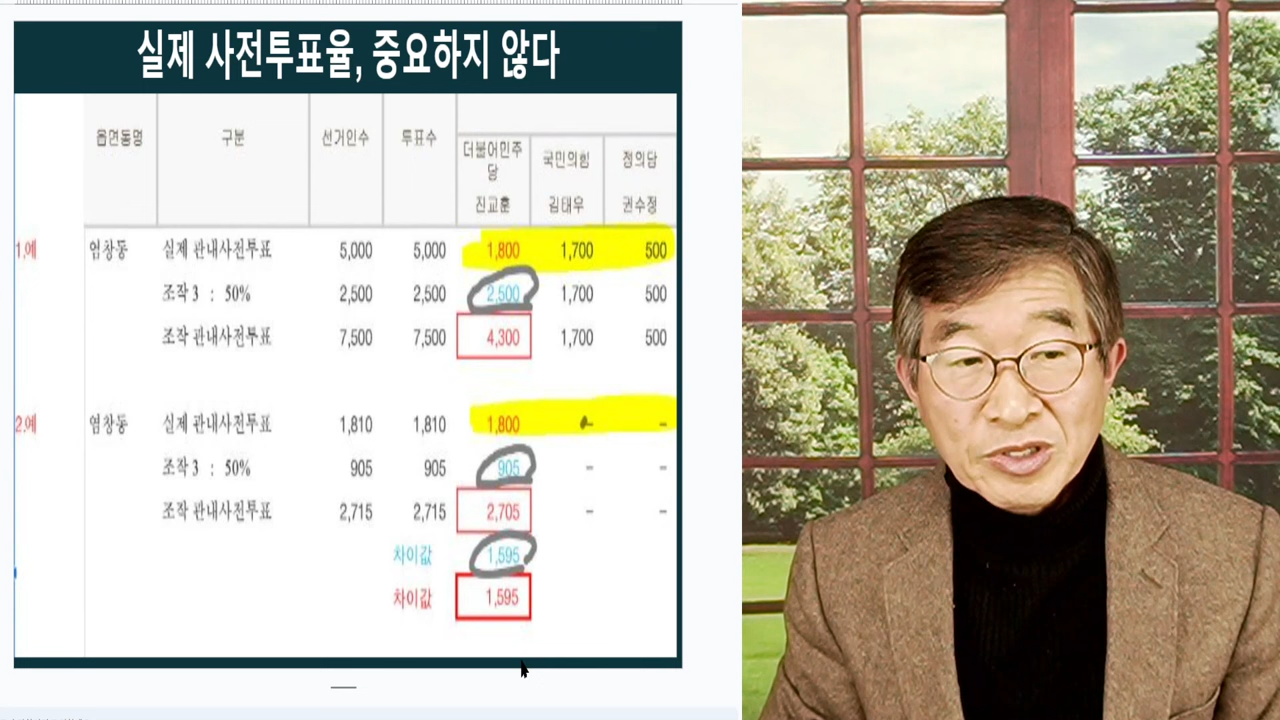 실제 사전투표율, 중요하지 않다
읍면동명 구분 선거인수 투표수 더불어민주당 진교훈 국민의힘 김태우 정의당 권수정
1.예 염창동 실제 관내사전투표 5,000 5,000 1,800 1,700 500
조작3 : 50% 2,500 2,500 2,500 1,700 500
조작 관내사전투표 7,500 7,500 4,300 1,700 500
2.예 염창동 실제 관내사전투표 1,810 1,810 1,800 – –
조작3 : 50% 905 905 905 – –
조작 관내사전투표 2,715 2,715 2,705 – –
차이값 1,595
차이값 1,595